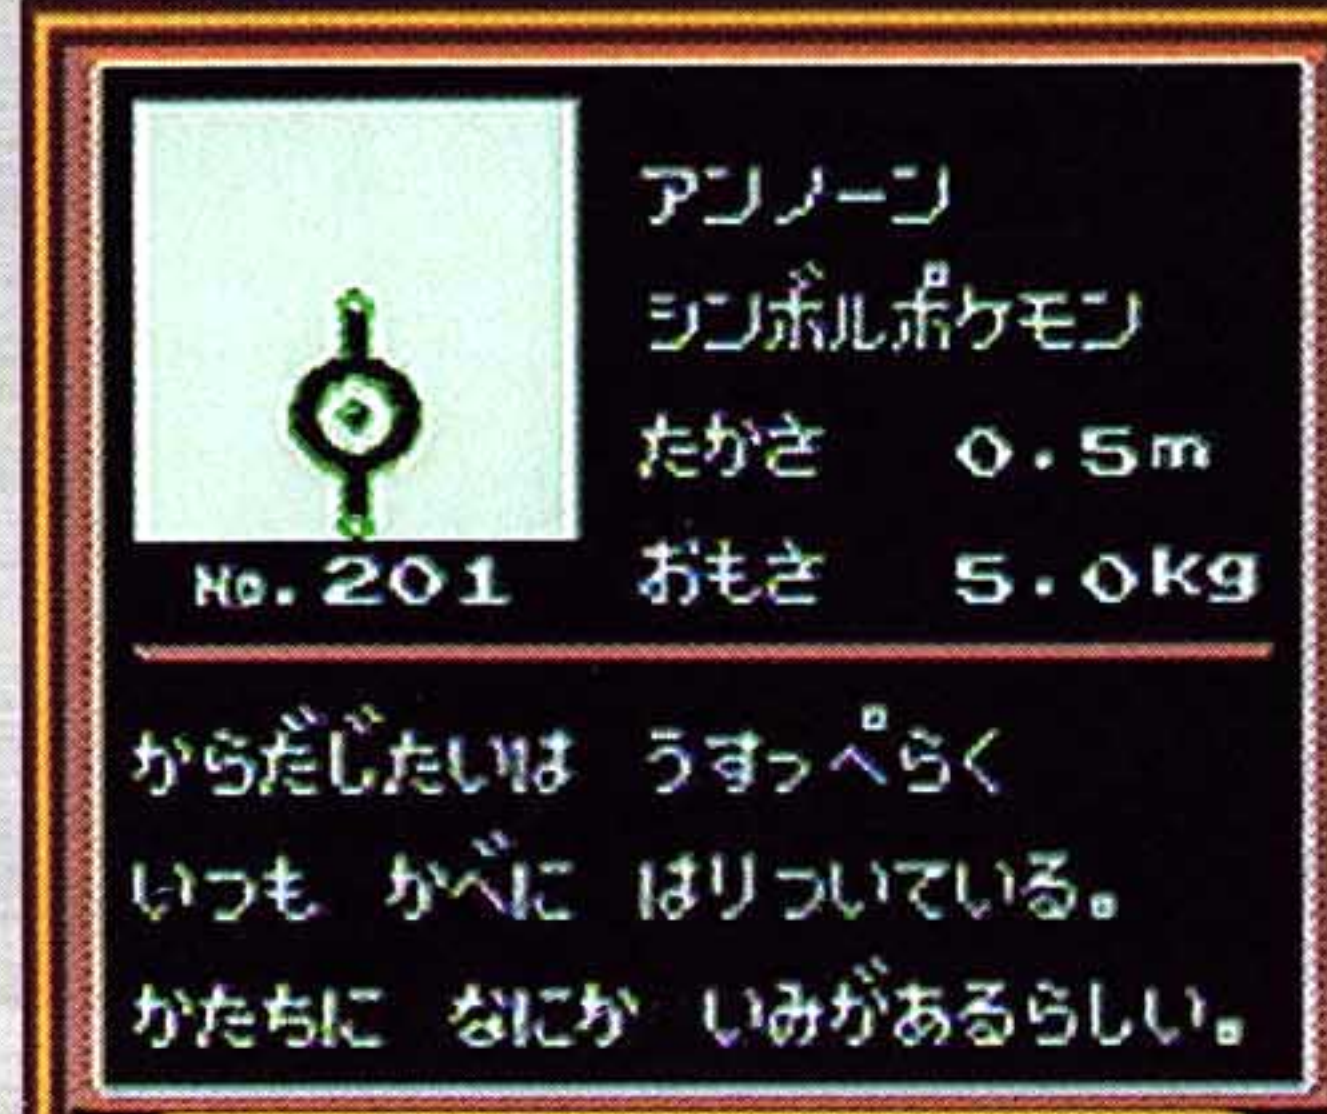 アンノーン
シンボルポケモン
たかさ 0.5m
おもさ 5.0kg
No.201
からだじたいは うすっぺらく
いつも かべに はりついている。
かたちに なにか いみがあるらしい。